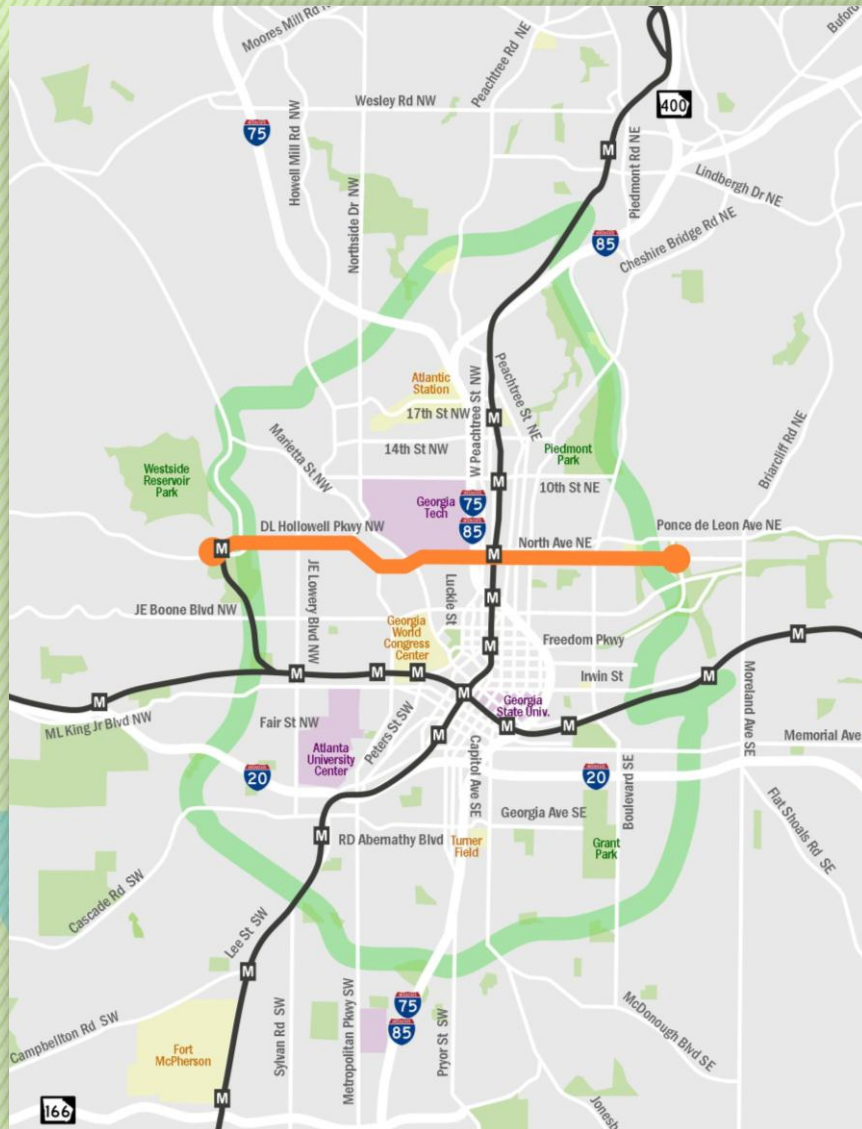 Moores Mill Rd
Peachtree Rd NE
Buford
Wesley Rd NW
400
75
Howell Mill Rd NW
Northside Dr NW
M
Piedmont Rd NE
Lindbergh Dr NE
85
Cheshire Bridge Rd NE
Atlantic
Station
17th St NW
M
W Peachtree St NW
Peachtree St NE
Briarcliff Rd NE
Marietta St NW
14th St NW
Piedmont
Park
Westside
Reservoir
Park
M
10th St NE
Georgia
Tech
75
85
DL Hollowell Pkwy NW
Ponce de Leon Ave NE
M
M
North Ave NE
JE Lowery Blvd NW
Luckie St
M
JE Boone Blvd NW
Georgia
World
Congress
Center
Freedom Pkwy
M
M
M
M
M
M
Irwin St
M
M
M
Georgia
State Univ.
M
M
ML King Jr Blvd NW
Fair St NW
Peters St SW
M
Moreland Ave SE
Memorial Ave
Atlanta
University
Center
Capitol Ave SE
20
20
Boulevard SE
Georgia Ave SE
Flat Shoals Rd SE
M
RD Abernathy Blvd
Turner
Field
Grant
Park
Cascade Rd SW
Lee St SW
M
Campbellton Rd SW
Sylvan Rd SW
Metropolitan Pkwy SW
75
85
Pryor St SW
McDonough Blvd SE
Fort
McPherson
M
166